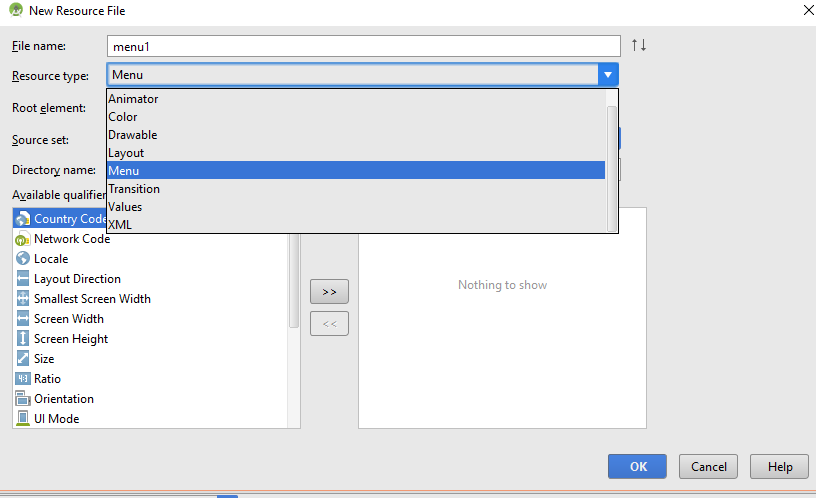 New Resource File
File name:
menu1
Resource type:
Menu
Root element:
Source set:
Directory name:
Animator
Color
Drawable
Layout
Menu
Transition
Values
XML
Available qualifier
Country Code
Network Code
Locale
Layout Direction
Smallest Screen Width
Screen Width
Screen Height
Size
Ratio
Orientation
UI Mode
>>
<<
Nothing to show
OK
Cancel
Help